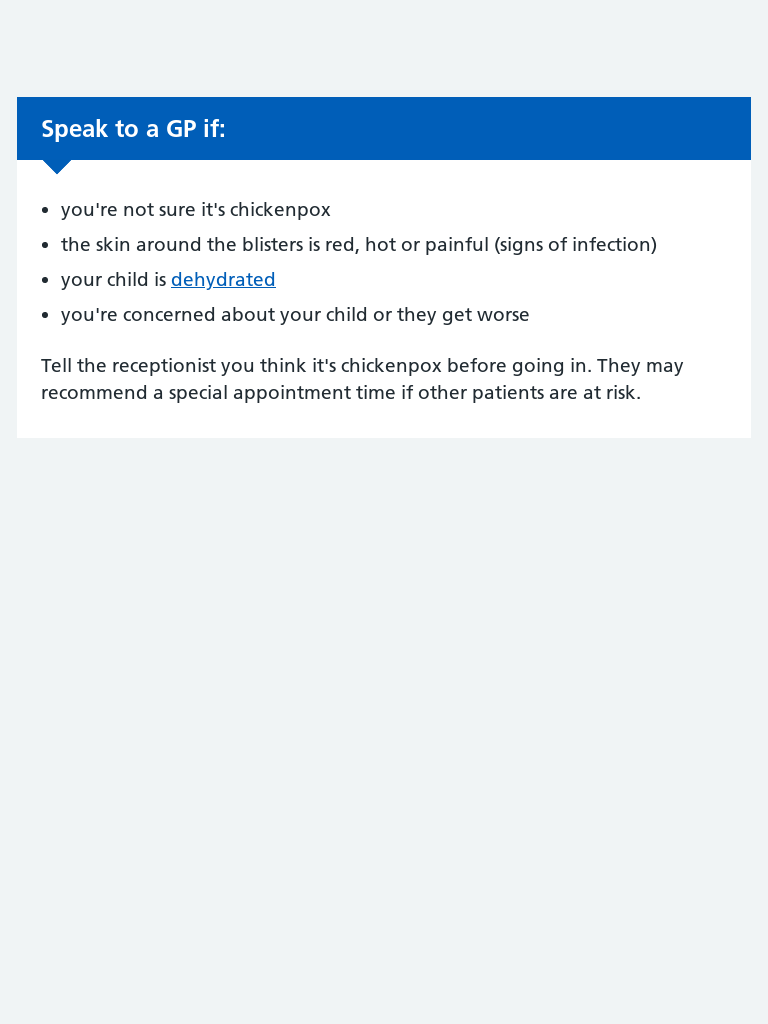 Speak to a GP if:
you're not sure it's chickenpox
the skin around the blisters is red, hot or painful (signs of infection)
your child is dehydrated
you're concerned about your child or they get worse
Tell the receptionist you think it's chickenpox before going in. They may
recommend a special appointment time if other patients are at risk.